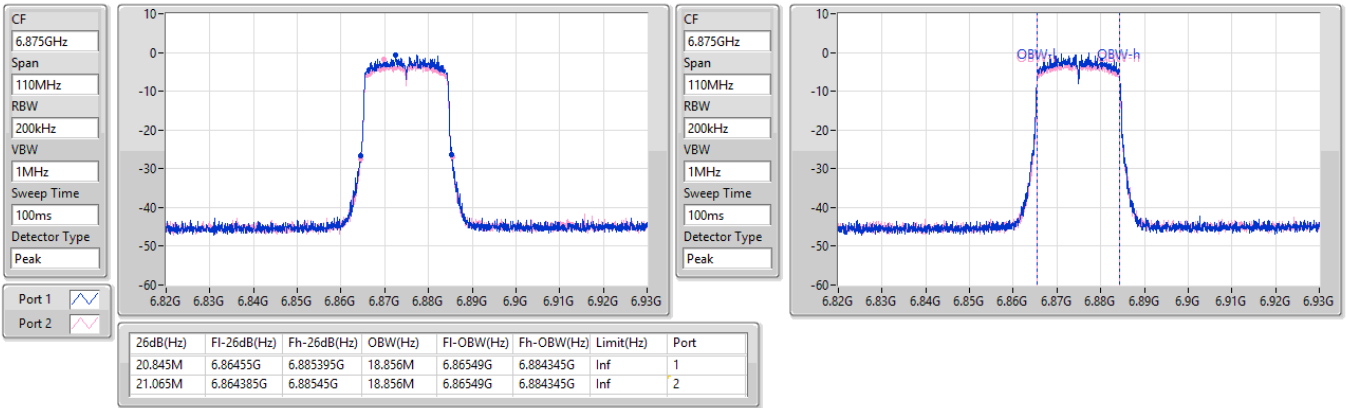 CF
6.875GHz
Span
110MHz
RBW
200kHz
VBW
1MHz
Sweep Time
100ms
Detector Type
Peak
Port 1
Port 2
10
0
-10
-20
-30
-40
-50
-60
6.82G 6.83G 6.84G 6.85G 6.86G 6.87G 6.88G 6.89G 6.9G 6.91G 6.92G 6.93G
CF
6.875GHz
Span
110MHz
RBW
200kHz
VBW
1MHz
Sweep Time
100ms
Detector Type
Peak
10
0
-10
-20
-30
-40
-50
-60
OBW-l OBW-h
6.82G 6.83G 6.84G 6.85G 6.86G 6.87G 6.88G 6.89G 6.9G 6.91G 6.92G 6.93G
26dB(Hz) Fl-26dB(Hz) Fh-26dB(Hz) OBW(Hz) Fl-OBW(Hz) Fh-OBW(Hz) Limit(Hz) Port
20.845M 6.86455G 6.885395G 18.856M 6.86549G 6.884345G Inf 1
21.065M 6.864385G 6.88545G 18.856M 6.86549G 6.884345G Inf 2